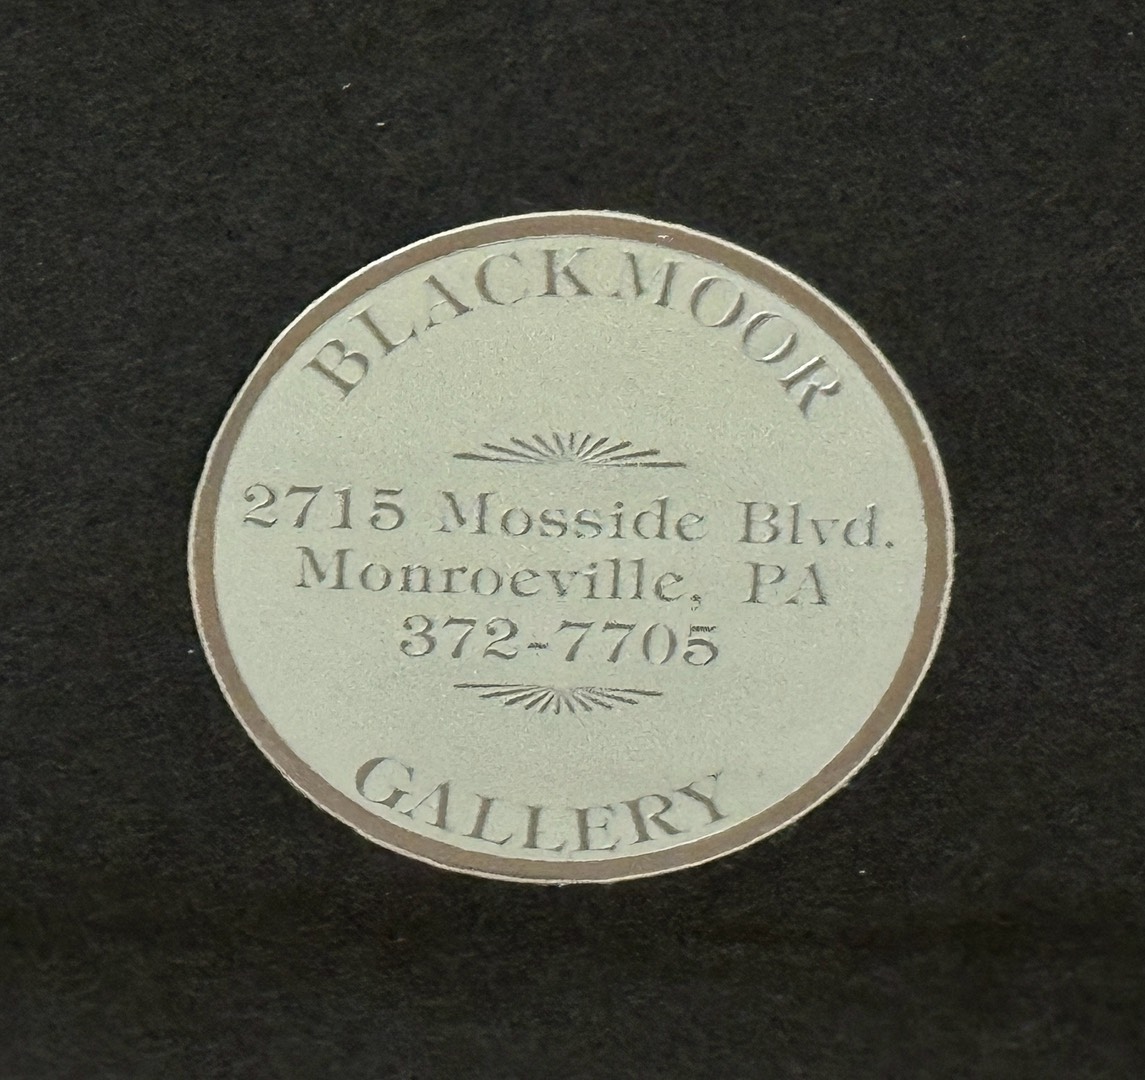 BLACKMOOR
2715 Mosside Blvd.
Monroeville, PA
372-7705
GALLERY